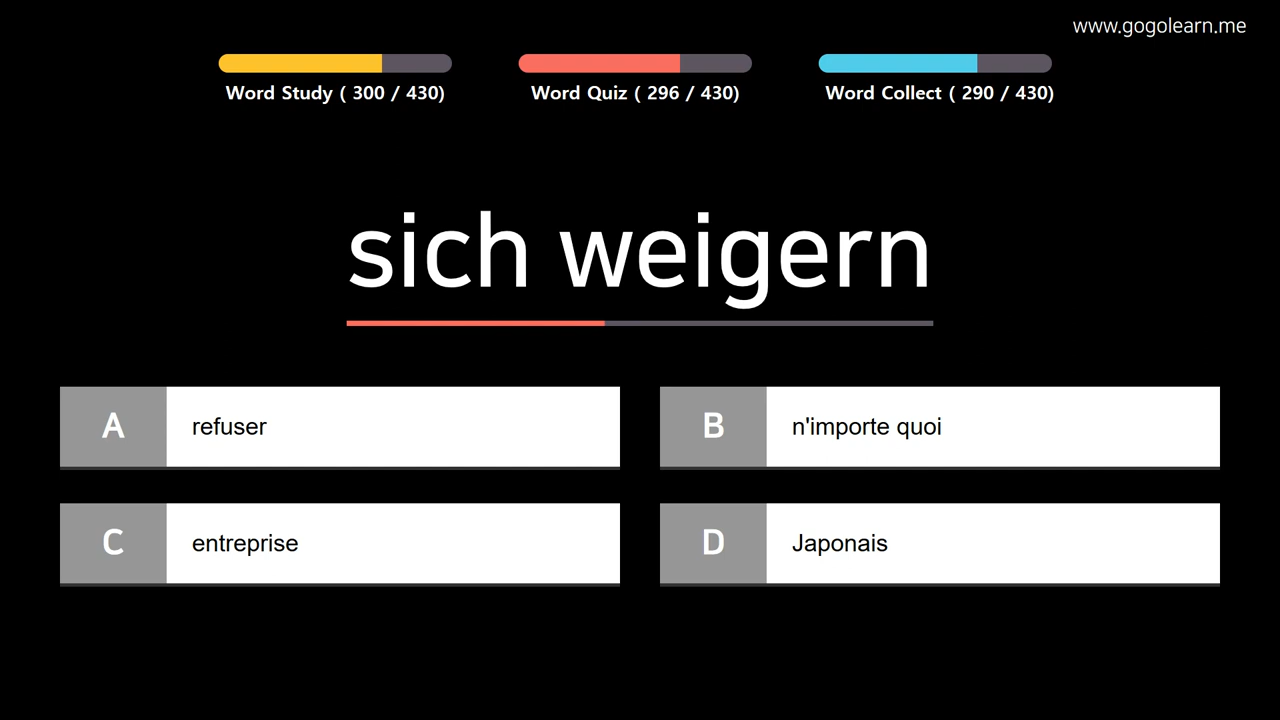 www.gogolearn.me
Word Study ( 300 / 430)
Word Quiz ( 296 / 430)
Word Collect ( 290 / 430)
sich weigern
A
refuser
B
n'importe quoi
C
entreprise
D
Japonais